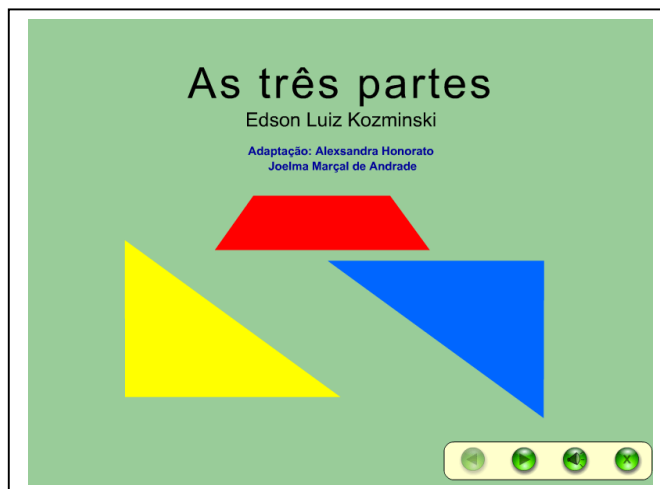 As três partes
Edson Luiz Kozminski
Adaptação: Alexsandra Honorato
Joelma Marçal de Andrade